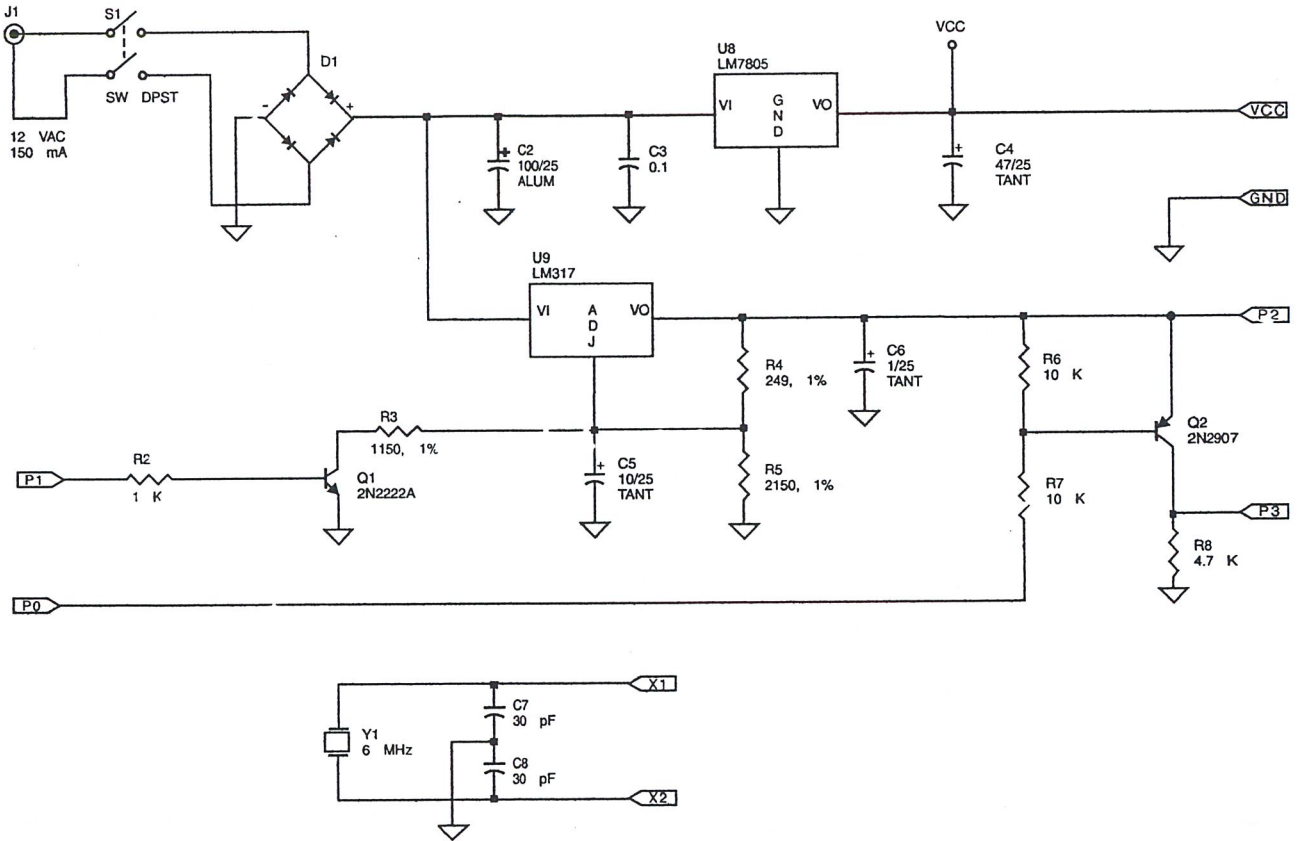 J1
S1
SW DPST
12 VAC
150 mA
D1
-
+
U8
LM7805
VI
G
N
D
VO
VCC
VCC
+
C2
100/25
ALUM
C3
0.1
+
C4
47/25
TANT
GND
U9
LM317
VI
A
D
J
VO
P2
R4
249, 1%
+
C6
1/25
TANT
R6
10 K
Q2
2N2907
R3
1150, 1%
P1
R2
1 K
Q1
2N2222A
+
C5
10/25
TANT
R5
2150, 1%
R7
10 K
P3
R8
4.7 K
P0
X1
C7
30 pF
Y1
6 MHz
C8
30 pF
X2